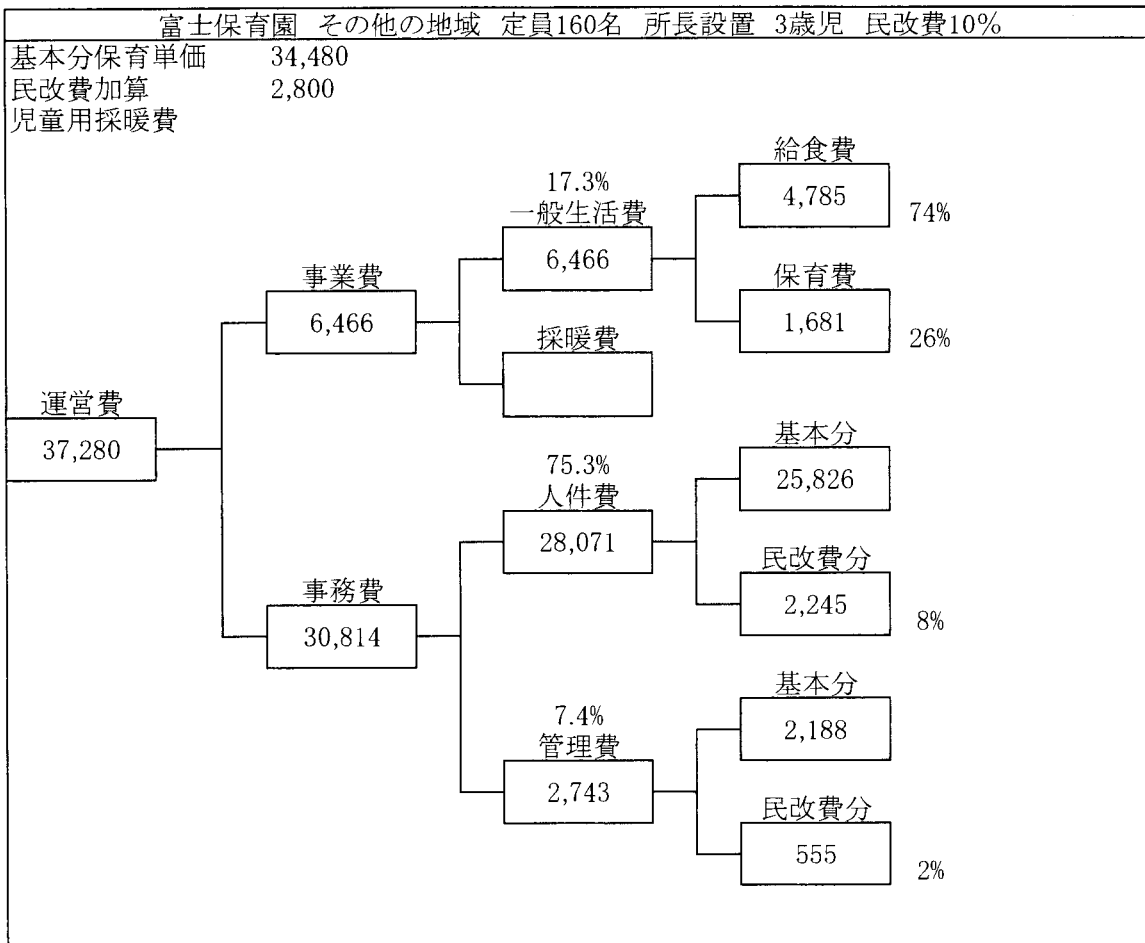 富士保育園 その他の地域 定員160名 所長設置 3歳児 民改費10%
基本分保育単価 34,480
民改費加算 2,800
児童用採暖費
給食費
4,785
74%
17.3%
一般生活費
6,466
保育費
1,681
26%
事業費
6,466
採暖費
運営費
37,280
基本分
25,826
75.3%
人件費
28,071
民改費分
2,245
8%
事務費
30,814
基本分
2,188
7.4%
管理費
2,743
民改費分
555
2%